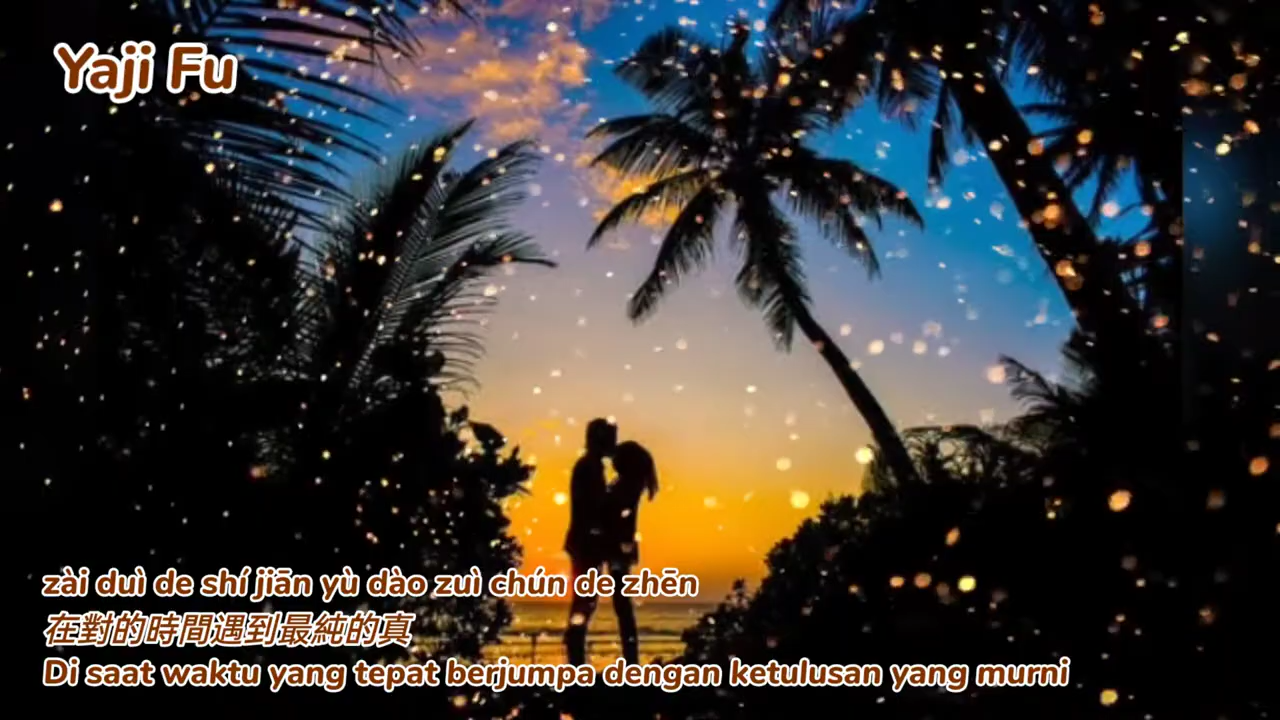 Yaji Fu
zài duì de shí jiān yù dào zuì chún de zhēn
在對的時間遇到最純的真
Di saat waktu yang tepat berjumpa dengan ketulusan yang murni